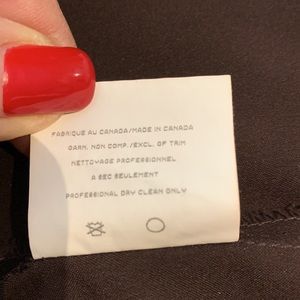 FABRIQUE AU CANADA/MADE IN CANADA
GARN. NON COMP./EXCL. OF TRIM
NETTOYAGE PROFESSIONNEL
A SEC SEULEMENT
PROFESSIONAL DRY CLEAN ONLY